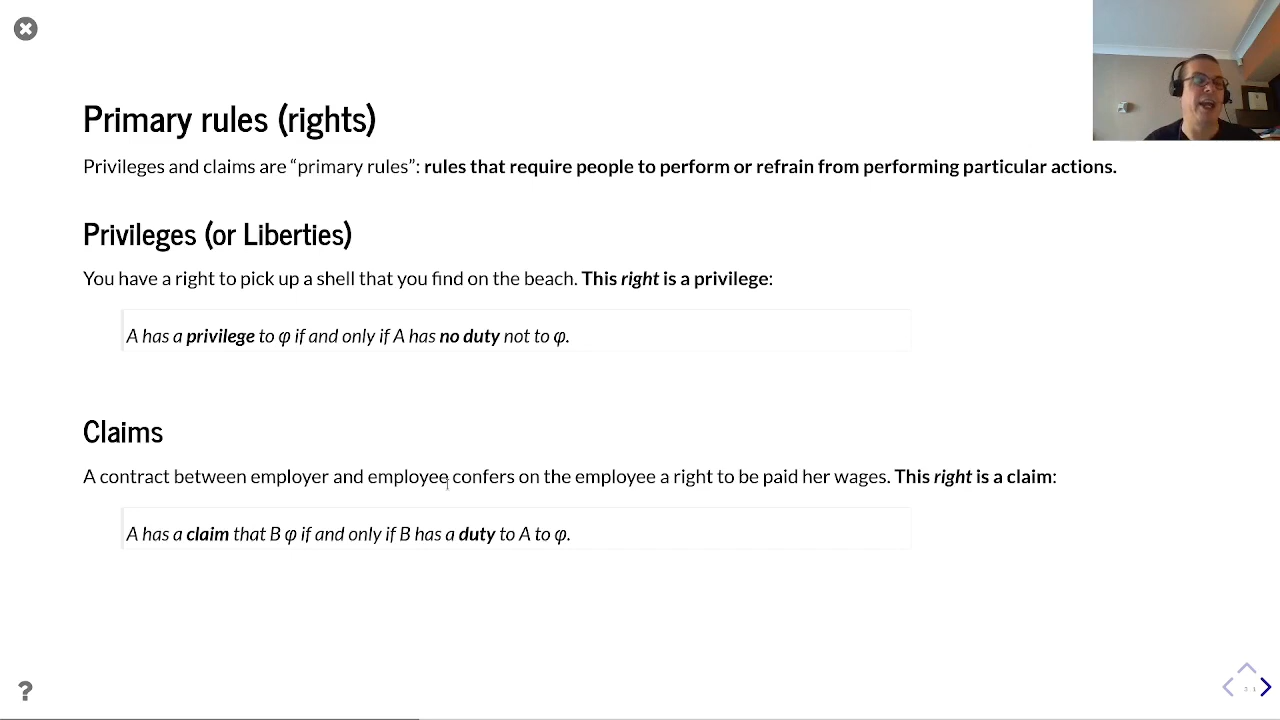 Primary rules (rights)
Privileges and claims are “primary rules”: rules that require people to perform or refrain from performing particular actions.
Privileges (or Liberties)
You have a right to pick up a shell that you find on the beach. This right is a privilege:
A has a privilege to φ if and only if A has no duty not to φ.
Claims
A contract between employer and employee confers on the employee a right to be paid her wages. This right is a claim:
A has a claim that B φ if and only if B has a duty to A to φ.
?